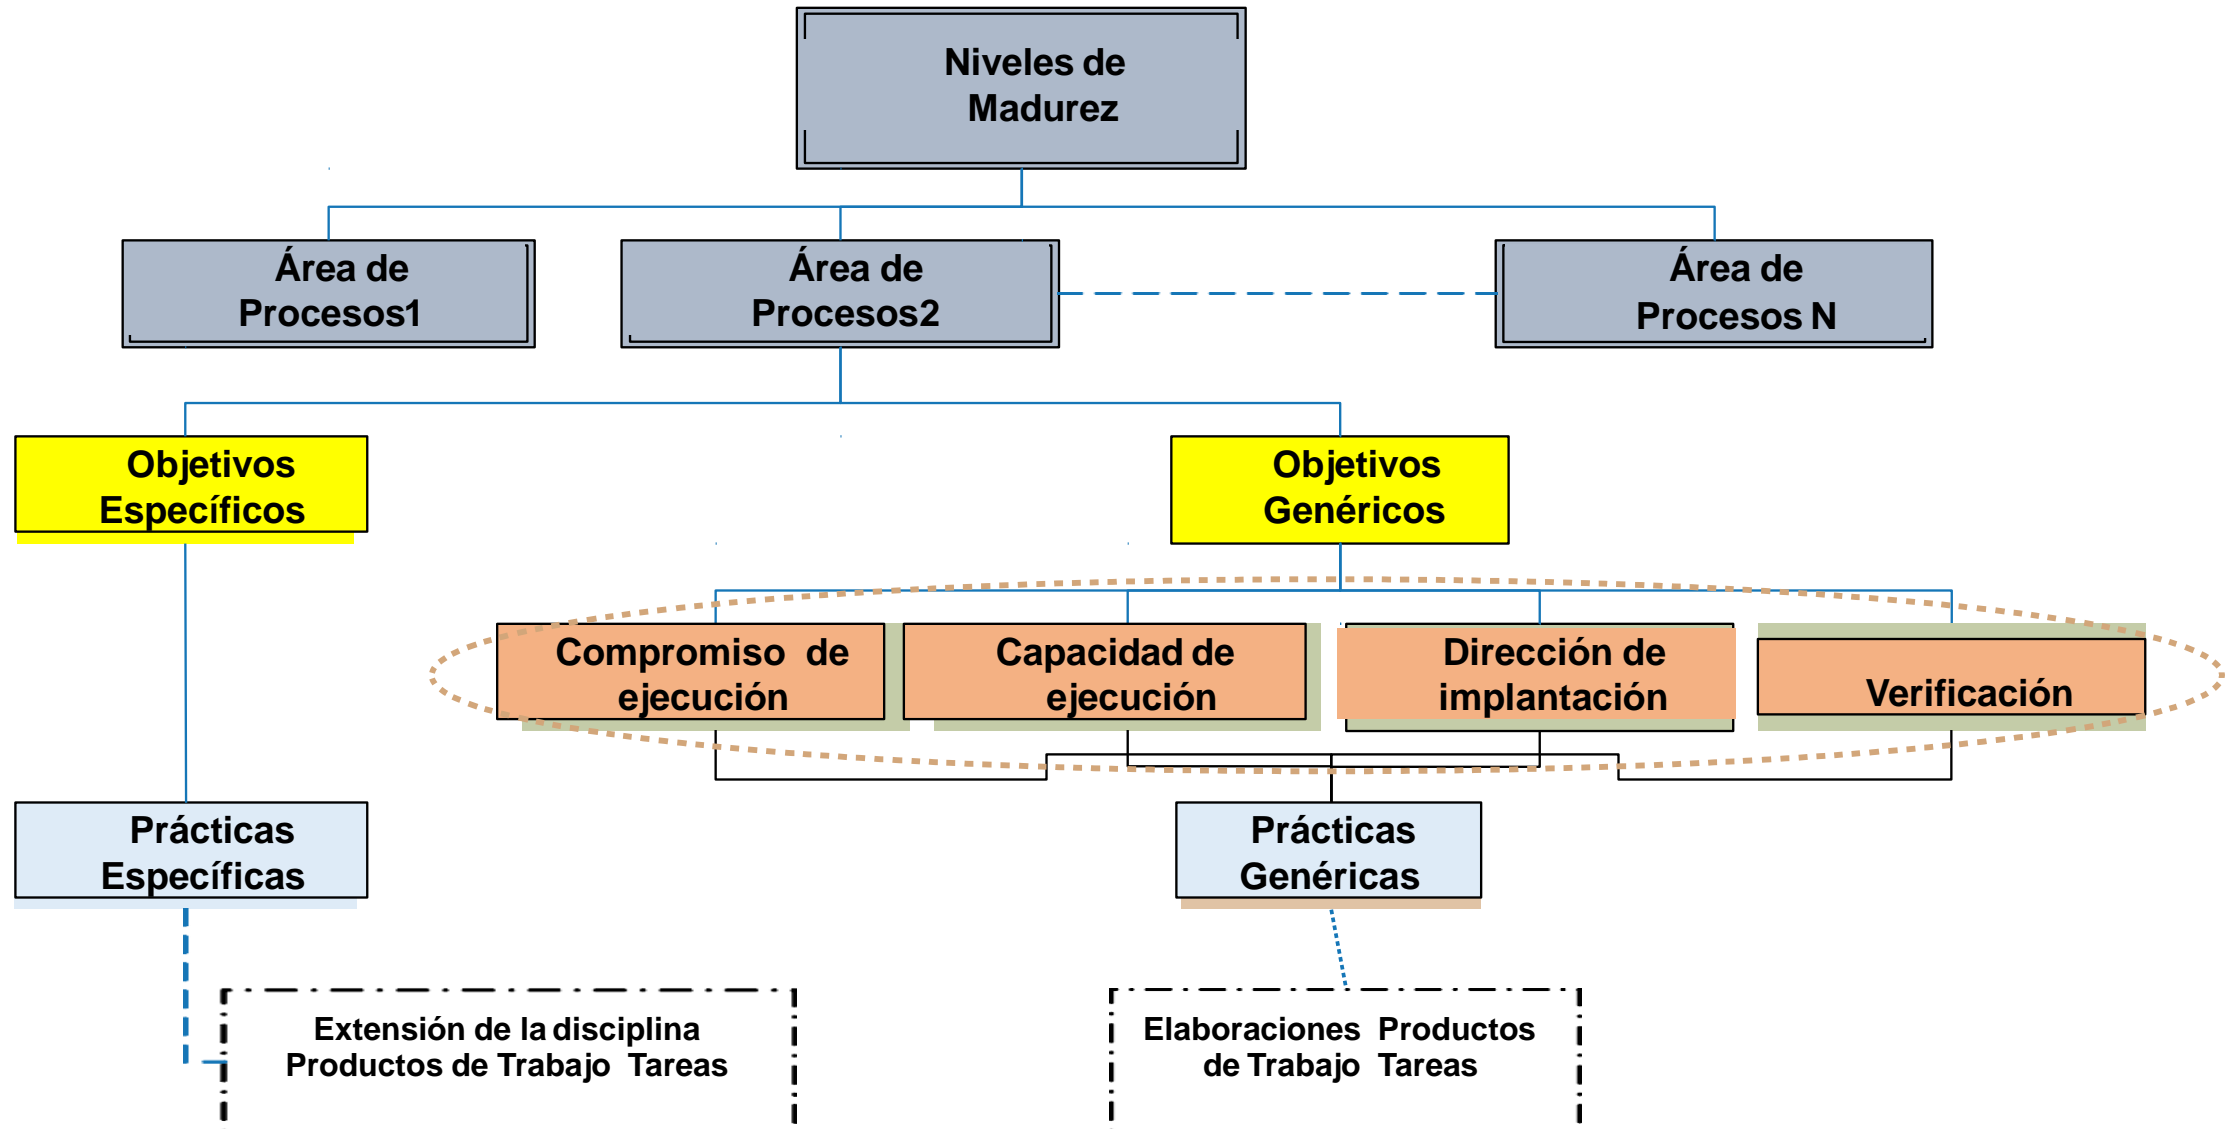 Niveles de
Madurez
Área de
Procesos1
Área de
Procesos2
Área de
Procesos N
Objetivos
Específicos
Objetivos
Genéricos
Compromiso de
ejecución
Capacidad de
ejecución
Dirección de
implantación
Verificación
Prácticas
Específicas
Prácticas
Genéricas
Extensión de la disciplina
Productos de Trabajo Tareas
Elaboraciones Productos
de Trabajo Tareas